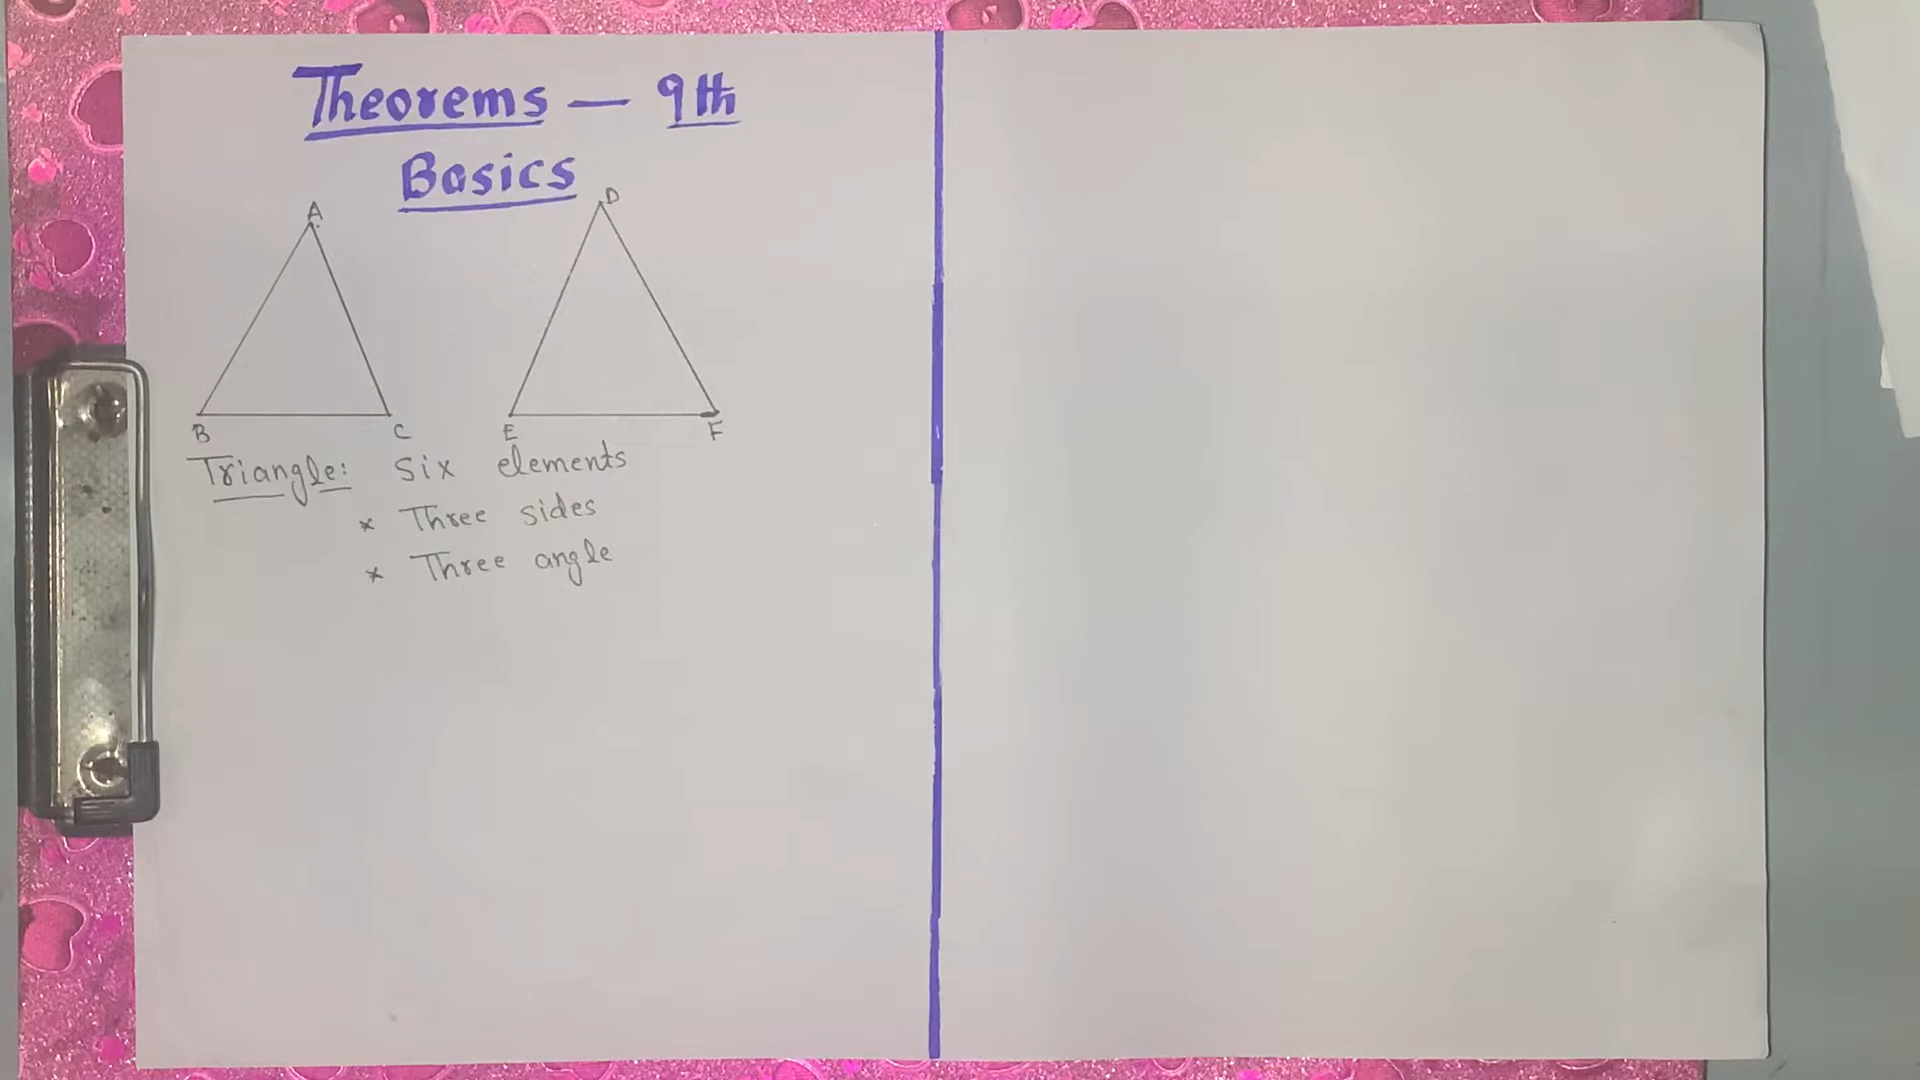 Theorems — 9th
Basics
A
D
B
C
E
F
Triangle: Six elements
× Three sides
× Three angle